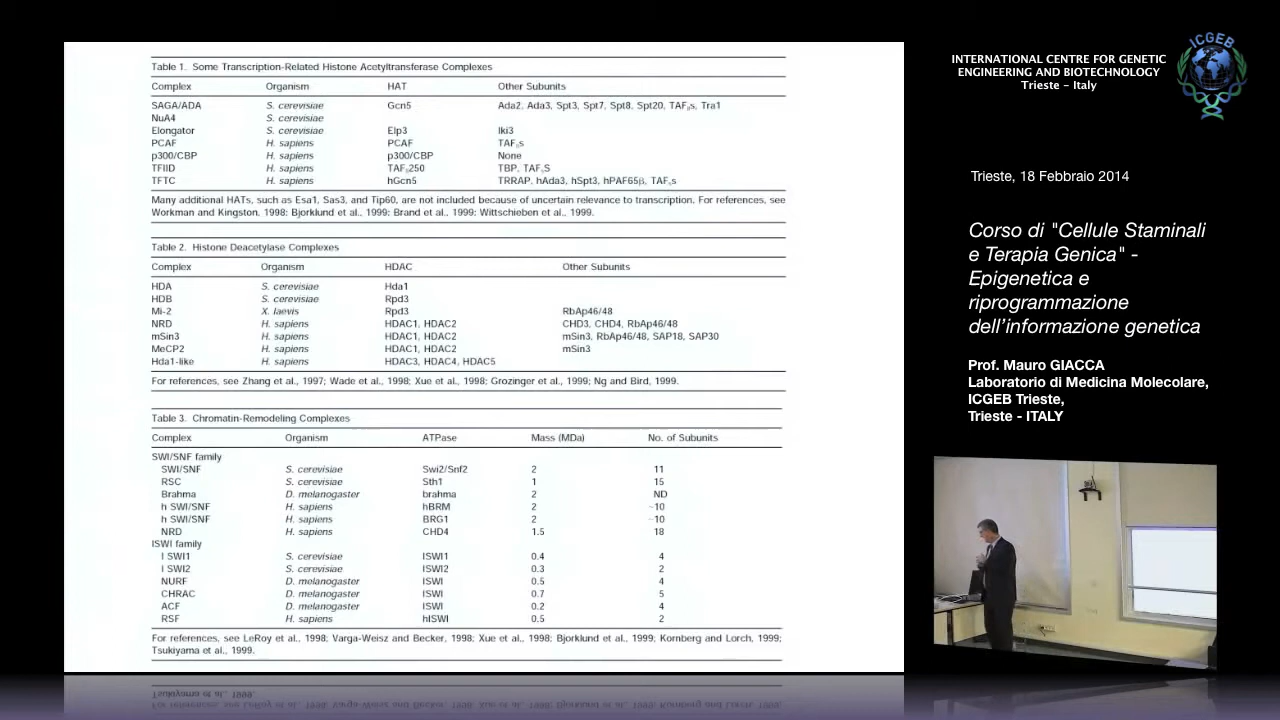 Table 1. Some Transcription-Related Histone Acetyltransferase Complexes
Complex Organism HAT Other Subunits
SAGA/ADA S. cerevisiae Gcn5 Ada2, Ada3, Spt3, Spt7, Spt8, Spt20, TAFIIs, Tra1
NuA4 S. cerevisiae
Elongator S. cerevisiae Elp3 Iki3
PCAF H. sapiens PCAF TAFIIs
p300/CBP H. sapiens p300/CBP None
TFIID H. sapiens TAFII250 TBP, TAFIIS
TFTC H. sapiens hGcn5 TRRAP, hAda3, hSpt3, hPAF65β, TAFIIs
Many additional HATs, such as Esa1, Sas3, and Tip60, are not included because of uncertain relevance to transcription. For references, see
Workman and Kingston, 1998; Bjorklund et al., 1999; Brand et al., 1999; Wittschieben et al., 1999.
Table 2. Histone Deacetylase Complexes
Complex Organism HDAC Other Subunits
HDA S. cerevisiae Hda1
HDB S. cerevisiae Rpd3
Mi-2 X. laevis Rpd3 RbAp46/48
NRD H. sapiens HDAC1, HDAC2 CHD3, CHD4, RbAp46/48
mSin3 H. sapiens HDAC1, HDAC2 mSin3, RbAp46/48, SAP18, SAP30
MeCP2 H. sapiens HDAC1, HDAC2 mSin3
Hda1-like H. sapiens HDAC3, HDAC4, HDAC5
For references, see Zhang et al., 1997; Wade et al., 1998; Xue et al., 1998; Grozinger et al., 1999; Ng and Bird, 1999.
Table 3. Chromatin-Remodeling Complexes
Complex Organism ATPase Mass (MDa) No. of Subunits
SWI/SNF family
SWI/SNF S. cerevisiae Swi2/Snf2 2 11
RSC S. cerevisiae Sth1 1 15
Brahma D. melanogaster brahma 2 ND
h SWI/SNF H. sapiens hBRM 2 ~10
h SWI/SNF H. sapiens BRG1 2 ~10
NRD H. sapiens CHD4 1.5 18
ISWI family
I SWI1 S. cerevisiae ISWI1 0.4 4
I SWI2 S. cerevisiae ISWI2 0.3 2
NURF D. melanogaster ISWI 0.5 4
CHRAC D. melanogaster ISWI 0.7 5
ACF D. melanogaster ISWI 0.2 4
RSF H. sapiens hISWI 0.5 2
For references, see LeRoy et al., 1998; Varga-Weisz and Becker, 1998; Xue et al., 1998; Bjorklund et al., 1999; Kornberg and Lorch, 1999;
Tsukiyama et al., 1999.
INTERNATIONAL CENTRE FOR GENETIC
ENGINEERING AND BIOTECHNOLOGY
Trieste - Italy
ICGEB
Trieste, 18 Febbraio 2014
Corso di "Cellule Staminali
e Terapia Genica" -
Epigenetica e
riprogrammazione
dell'informazione genetica
Prof. Mauro GIACCA
Laboratorio di Medicina Molecolare,
ICGEB Trieste,
Trieste - ITALY